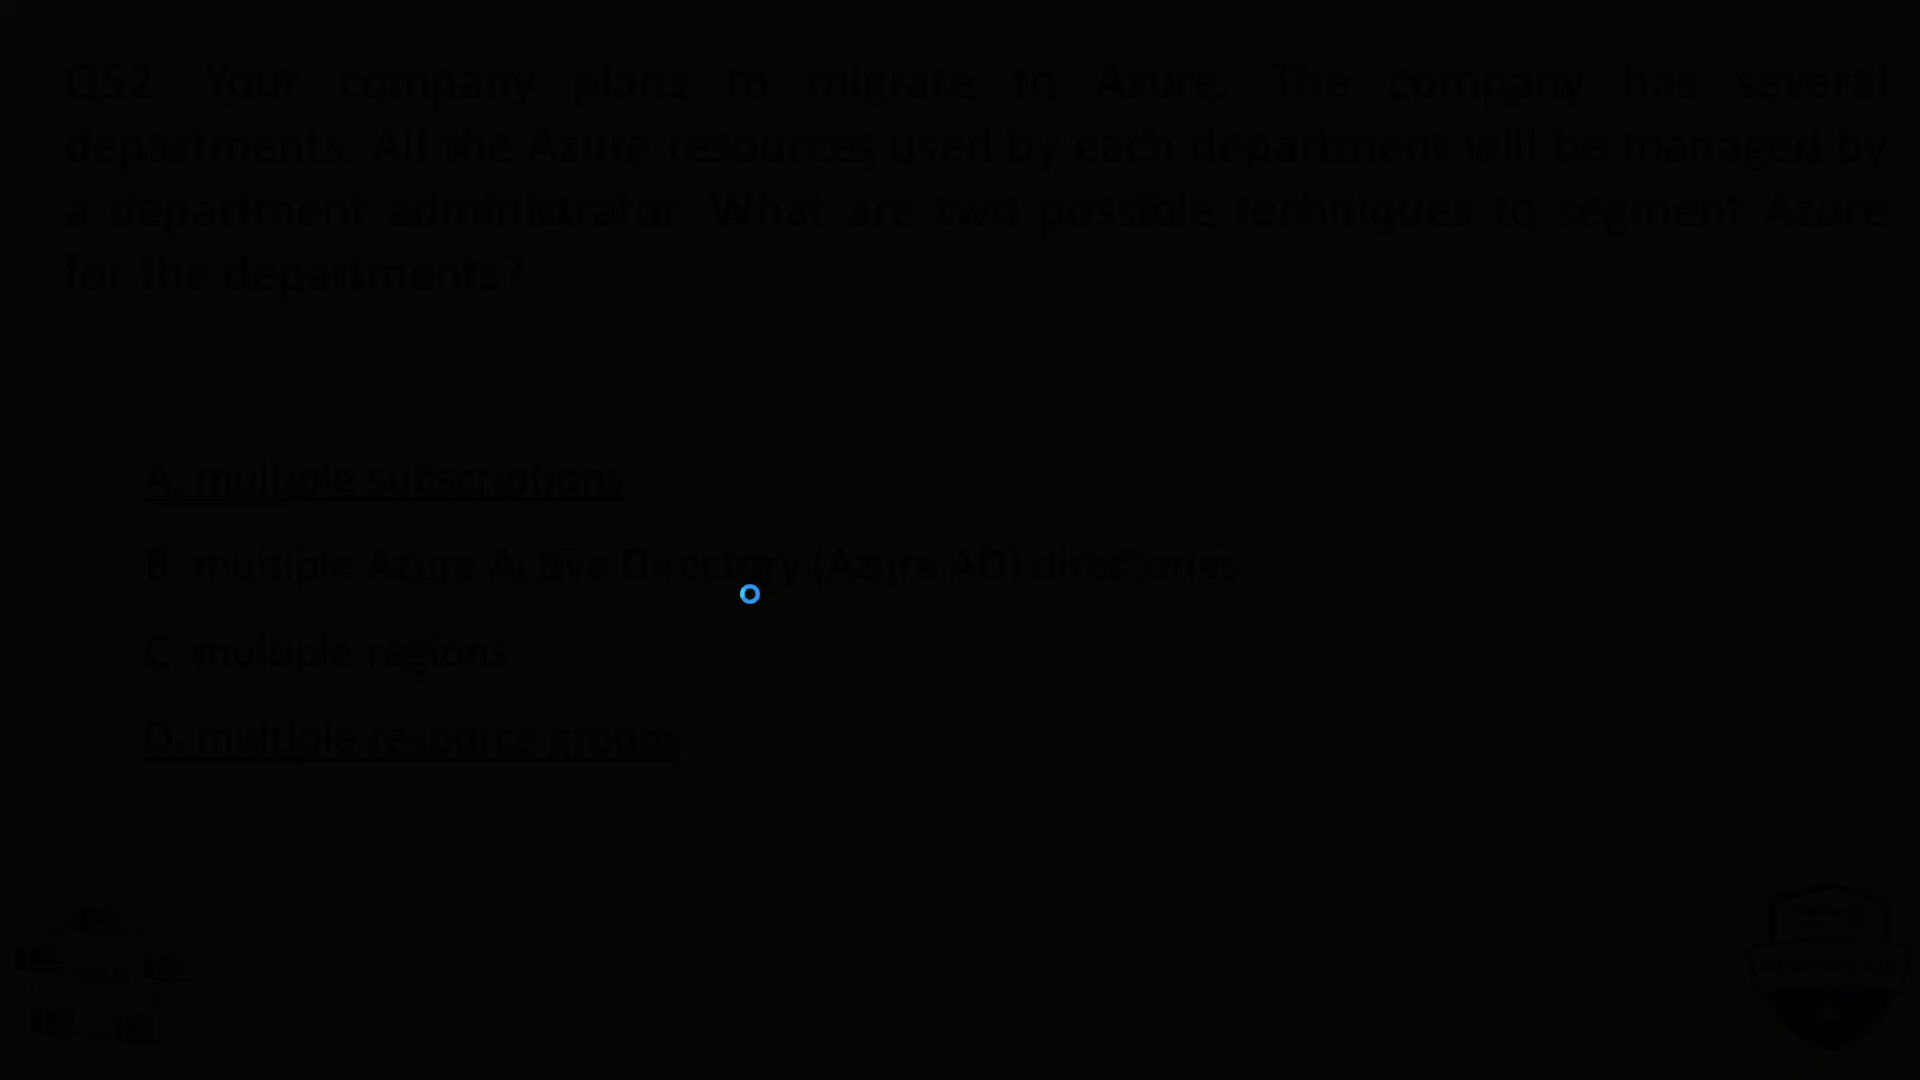 Q52. Your company plans to migrate to Azure. The company has several
departments. All the Azure resources used by each department will be managed by
a department administrator. What are two possible techniques to segment Azure
for the departments?
A. multiple subscriptions
B. multiple Azure Active Directory (Azure AD) directories
C. multiple regions
D. multiple resource groups